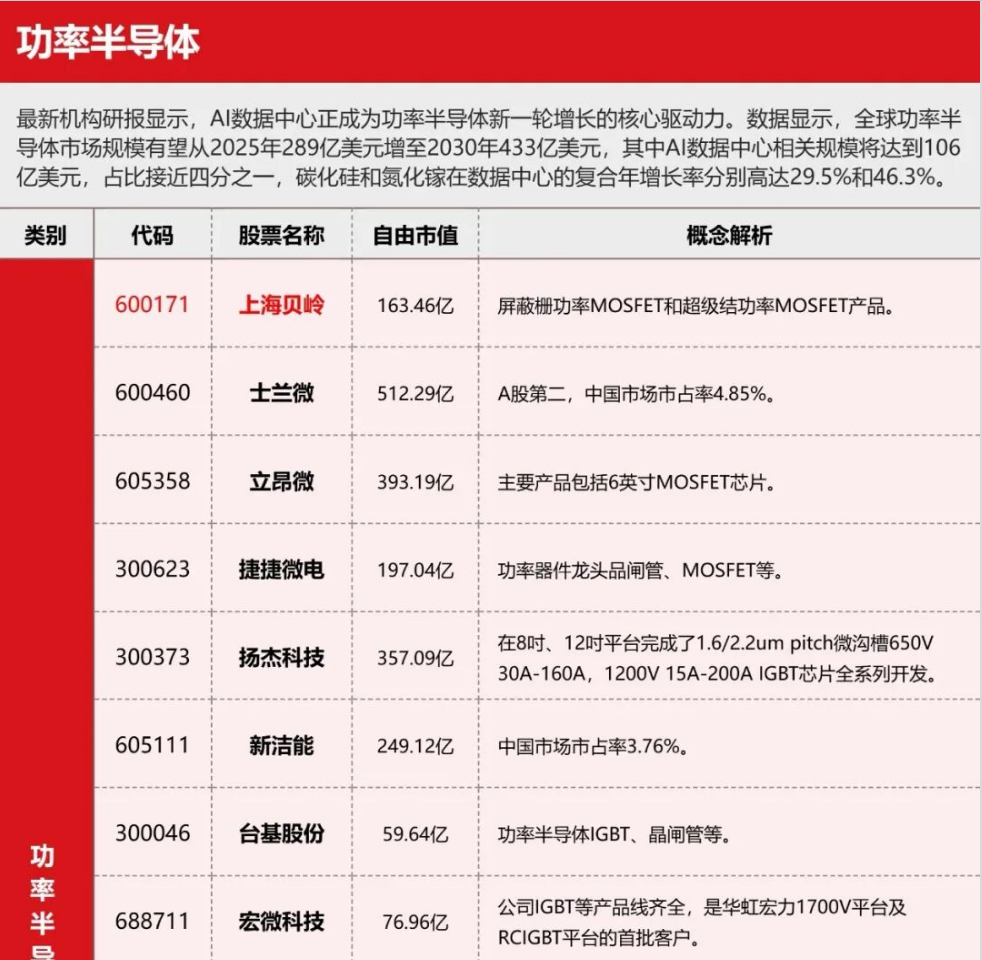 功率半导体
最新机构研报显示，AI数据中心正成为功率半导体新一轮增长的核心驱动力。数据显示，全球功率半
导体市场规模有望从2025年289亿美元增至2030年433亿美元，其中AI数据中心相关规模将达到106
亿美元，占比接近四分之一，碳化硅和氮化镓在数据中心的复合年增长率分别高达29.5%和46.3%。
类别 代码 股票名称 自由市值 概念解析
600171 上海贝岭 163.46亿 屏蔽栅功率MOSFET和超级结功率MOSFET产品。
600460 士兰微 512.29亿 A股第二，中国市场市占率4.85%。
605358 立昂微 393.19亿 主要产品包括6英寸MOSFET芯片。
300623 捷捷微电 197.04亿 功率器件龙头品闸管、MOSFET等。
300373 扬杰科技 357.09亿 在8吋、12吋平台完成了1.6/2.2um pitch微沟槽650V
30A-160A，1200V 15A-200A IGBT芯片全系列开发。
605111 新洁能 249.12亿 中国市场市占率3.76%。
300046 台基股份 59.64亿 功率半导体IGBT、晶闸管等。
688711 宏微科技 76.96亿 公司IGBT等产品线齐全，是华虹宏力1700V平台及
RCIGBT平台的首批客户。
功
率
半
导